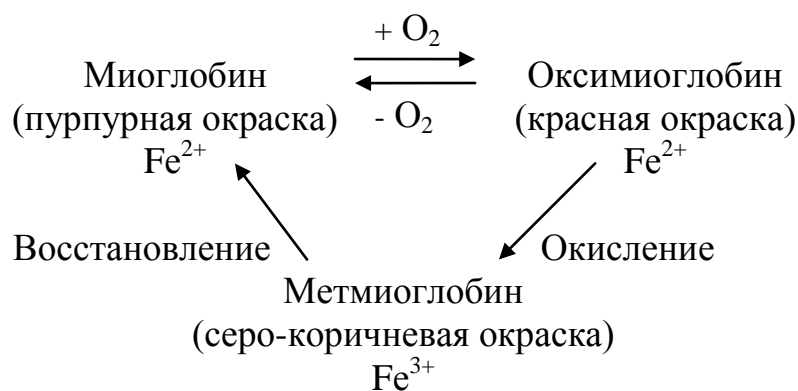 + O₂
Миоглобин Оксимиоглобин
(пурпурная окраска) - O₂ (красная окраска)
Fe²⁺ Fe²⁺
Восстановление Окисление
Метмиоглобин
(серо-коричневая окраска)
Fe³⁺